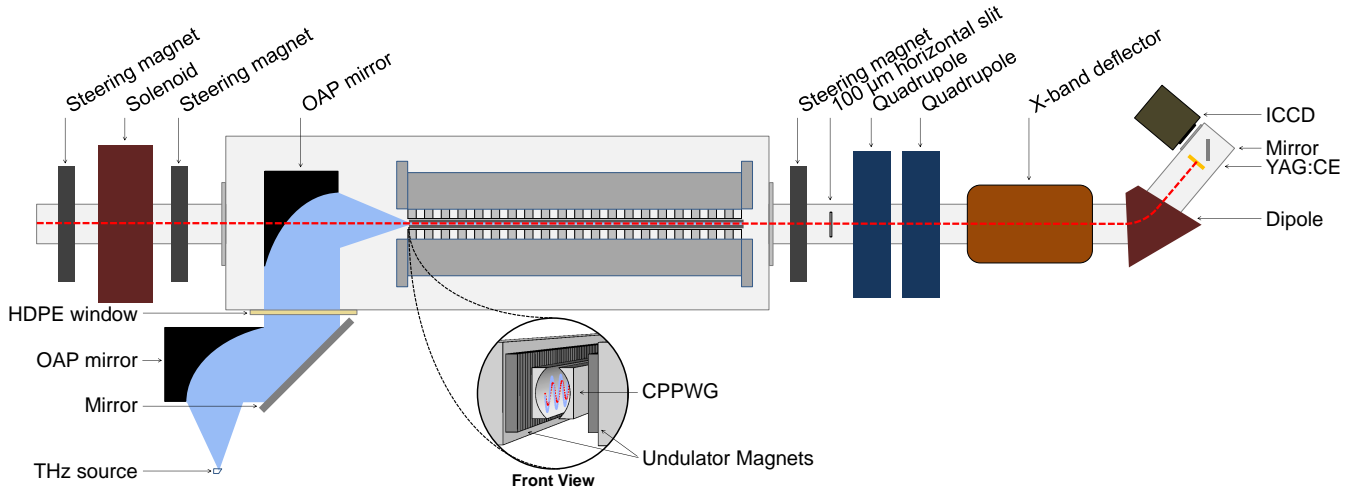 Steering magnet
Solenoid
Steering magnet
OAP mirror
Steering magnet
100 µm horizontal slit
Quadrupole
Quadrupole
X-band deflector
ICCD
Mirror
YAG:CE
Dipole
HDPE window
OAP mirror
Mirror
THz source
CPPWG
Undulator Magnets
Front View